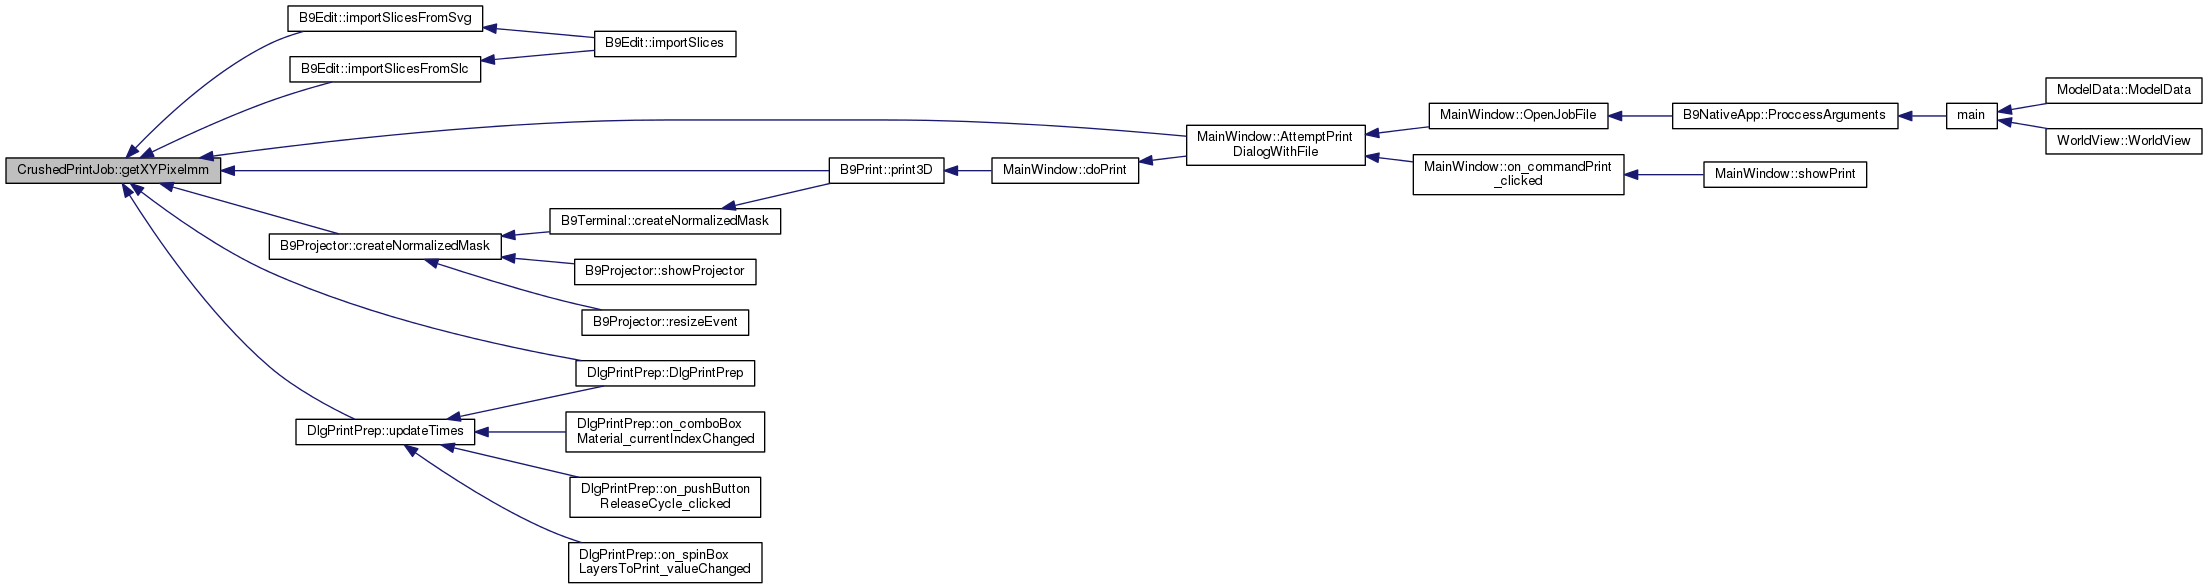 B9Edit::importSlicesFromSvg
B9Edit::importSlices
B9Edit::importSlicesFromSlc
ModelData::ModelData
MainWindow::OpenJobFile
B9NativeApp::ProccessArguments
main
MainWindow::AttemptPrint
DialogWithFile
WorldView::WorldView
CrushedPrintJob::getXYPixelmm
B9Print::print3D
MainWindow::doPrint
MainWindow::on_commandPrint
_clicked
MainWindow::showPrint
B9Terminal::createNormalizedMask
B9Projector::createNormalizedMask
B9Projector::showProjector
B9Projector::resizeEvent
DlgPrintPrep::DlgPrintPrep
DlgPrintPrep::updateTimes
DlgPrintPrep::on_comboBox
Material_currentIndexChanged
DlgPrintPrep::on_pushButton
ReleaseCycle_clicked
DlgPrintPrep::on_spinBox
LayersToPrint_valueChanged